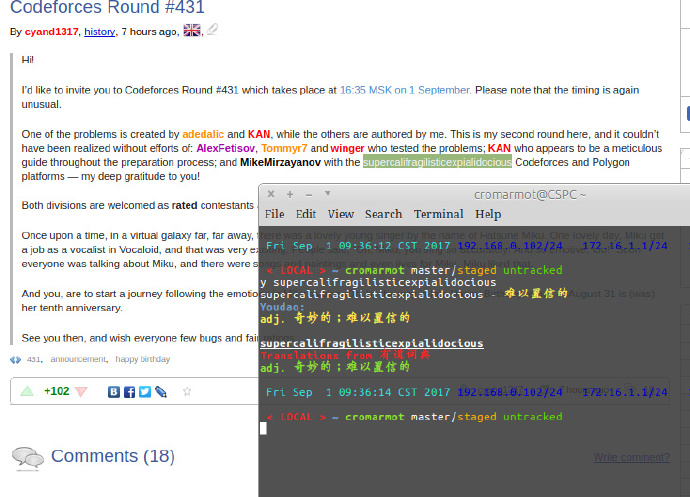 Codeforces Round #431
By cyand1317, history, 7 hours ago,
Hi!
I'd like to invite you to Codeforces Round #431 which takes place at 16:35 MSK on 1 September. Please note that the timing is again
unusual.
One of the problems is created by adedalic and KAN, while the others are authored by me. This is my second round here, and it couldn't
have been realized without efforts of: AlexFetisov, Tommyr7 and winger who tested the problems; KAN who appears to be a meticulous
guide throughout the preparation process; and MikeMirzayanov with the supercalifragilisticexpialidocious Codeforces and Polygon
platforms — my deep gratitude to you!
Both divisions are welcomed as rated contestants
Once upon a time, in a virtual galaxy far, far away, there was a lovely young singer by the name of Hatsune Miku. One lovely day, Miku got
a job as a vocalist in Vocaloid, and that was very
everyone was talking about Miku, and there were songs and paintings and
And you, are to start a journey following the emotio
August 31 is (was)
her tenth anniversary.
See you then, and wish everyone few bugs and fai
431, announcement, happy birthday
+102
Comments (18)
Write comment?
cromarmot@CSPC ~
File Edit View Search Terminal Help
Fri Sep 1 09:36:12 CST 2017 192.168.0.102/24 172.16.1.1/24
< LOCAL > ~ cromarmot master/staged untracked
y supercalifragilisticexpialidocious
supercalifragilisticexpialidocious - 难以置信的
Youdao:
adj. 奇妙的；难以置信的
supercalifragilisticexpialidocious
Translations from 有道词典
adj. 奇妙的；难以置信的
Fri Sep 1 09:36:14 CST 2017 192.168.0.102/24 172.16.1.1/24
< LOCAL > ~ cromarmot master/staged untracked